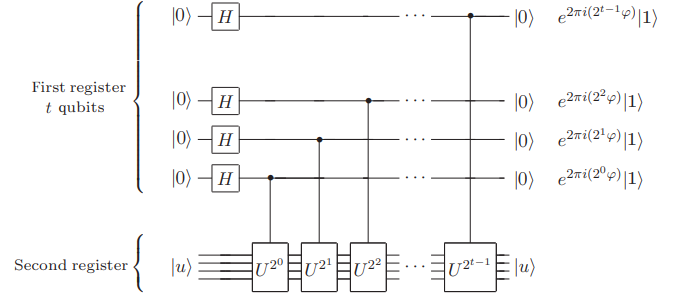 |0⟩ H ··· |0⟩ e^{2πi(2^{t−1}φ)}|1⟩
First register
t qubits
|0⟩ H ··· |0⟩ e^{2πi(2^2φ)}|1⟩
|0⟩ H ··· |0⟩ e^{2πi(2^1φ)}|1⟩
|0⟩ H ··· |0⟩ e^{2πi(2^0φ)}|1⟩
Second register |u⟩ U^{2^0} U^{2^1} U^{2^2} ··· U^{2^{t−1}} |u⟩